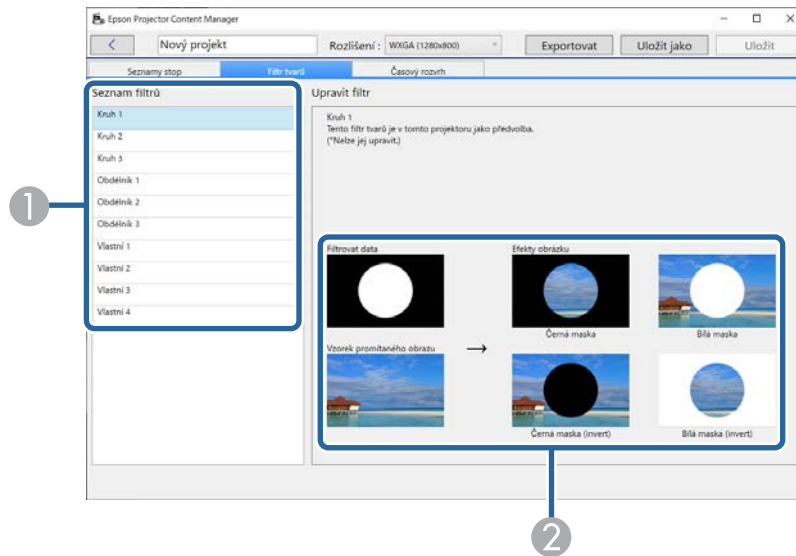 Epson Projector Content Manager
Nový projekt
Rozlišení :
WXGA (1280x800)
Exportovat
Uložit jako
Uložit
Seznamy stop
Filtr tvarů
Časový rozvrh
Seznam filtrů
Kruh 1
Kruh 2
Kruh 3
Obdélník 1
Obdélník 2
Obdélník 3
Vlastní 1
Vlastní 2
Vlastní 3
Vlastní 4
Upravit filtr
Kruh 1
Tento filtr tvarů je v tomto projektoru jako předvolba.
(*Nelze jej upravit.)
Filtrovat data
Efekty obrázku
Černá maska
Bílá maska
Vzorek promítaného obrazu
→
Černá maska (invert)
Bílá maska (invert)
1
2